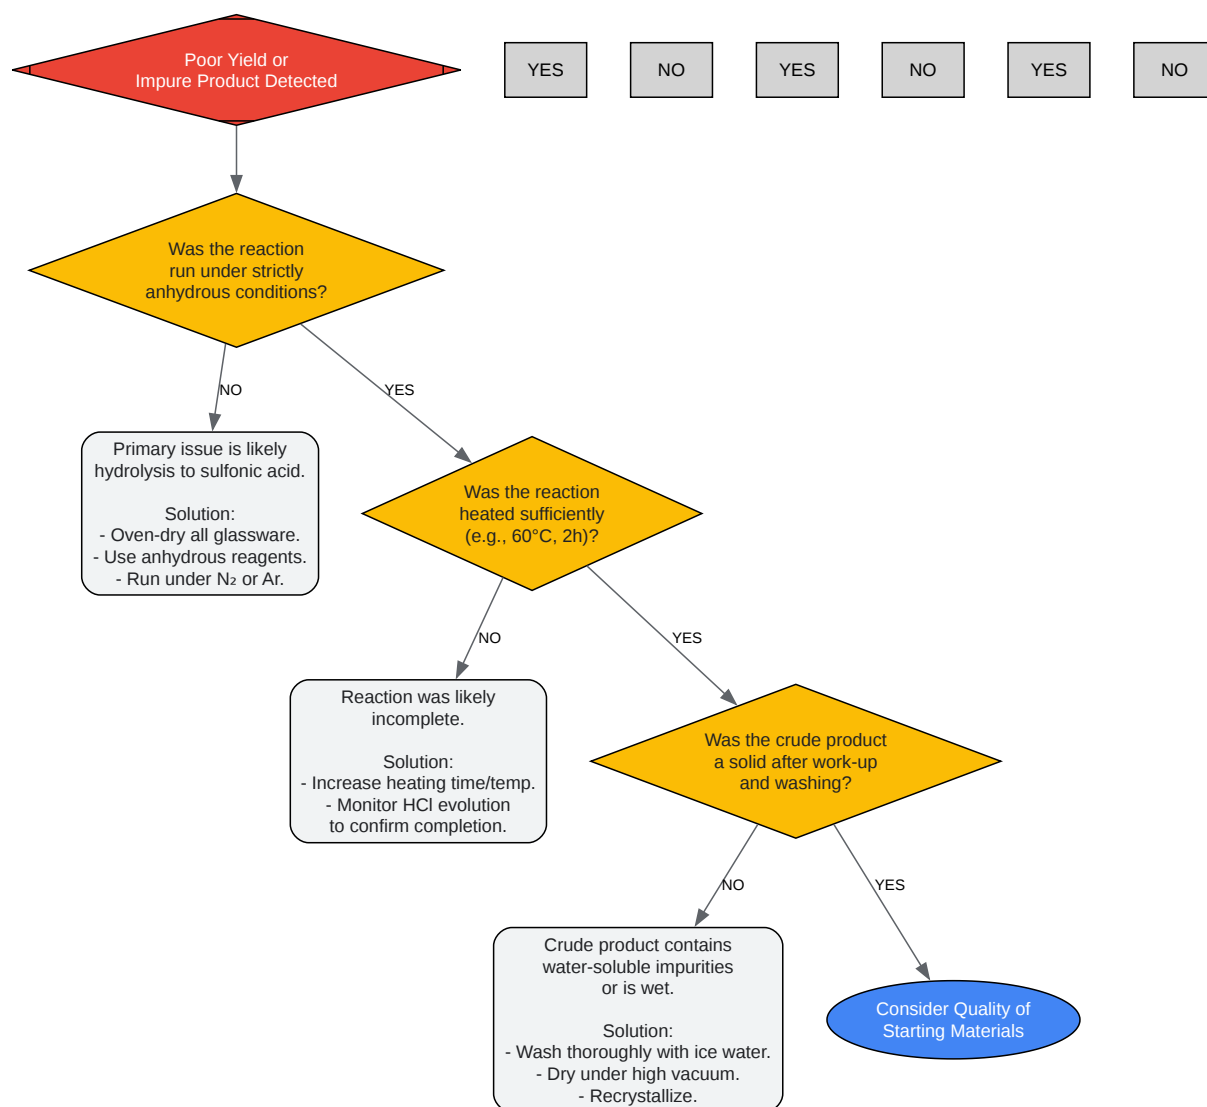 Poor Yield or
Impure Product Detected
YES
NO
YES
NO
YES
NO
Was the reaction
run under strictly
anhydrous conditions?
NO
YES
Primary issue is likely
hydrolysis to sulfonic acid.
Solution:
- Oven-dry all glassware.
- Use anhydrous reagents.
- Run under N₂ or Ar.
Was the reaction
heated sufficiently
(e.g., 60°C, 2h)?
NO
YES
Reaction was likely
incomplete.
Solution:
- Increase heating time/temp.
- Monitor HCl evolution
to confirm completion.
Was the crude product
a solid after work-up
and washing?
NO
YES
Crude product contains
water-soluble impurities
or is wet.
Solution:
- Wash thoroughly with ice water.
- Dry under high vacuum.
- Recrystallize.
Consider Quality of
Starting Materials